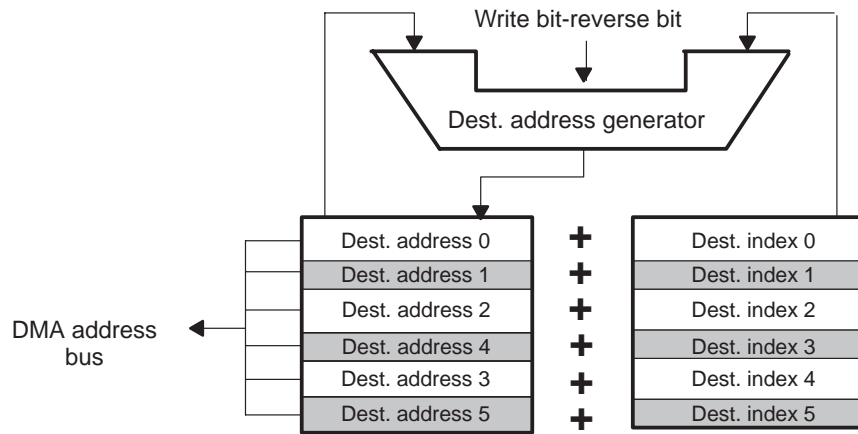 Write bit-reverse bit
Dest. address generator
Dest. address 0
Dest. address 1
Dest. address 2
Dest. address 4
Dest. address 3
Dest. address 5
+
+
+
+
+
+
Dest. index 0
Dest. index 1
Dest. index 2
Dest. index 3
Dest. index 4
Dest. index 5
DMA address
bus